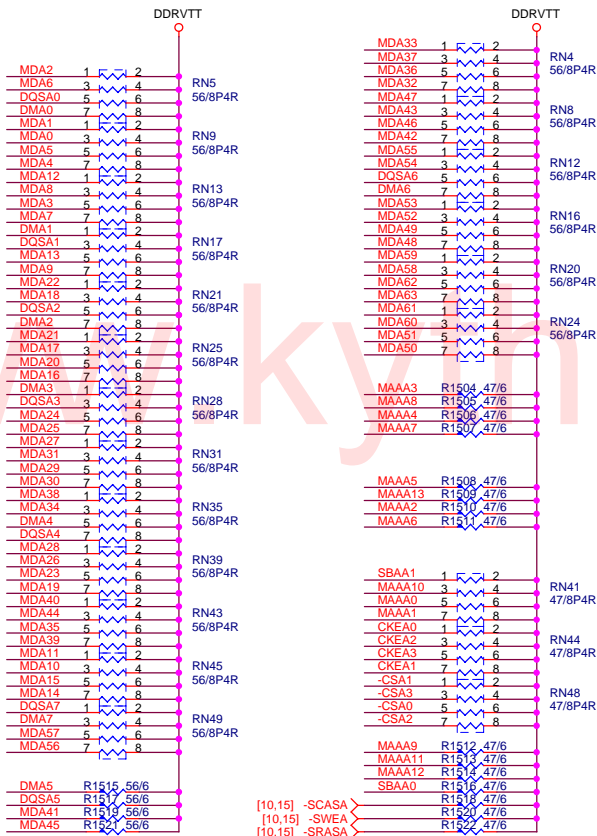 DDRVTT
MDA2 1 2
MDA6 3 4 RN5
DQSA0 5 6 56/8P4R
DMA0 7 8
MDA1 1 2
MDA0 3 4 RN9
MDA5 5 6 56/8P4R
MDA4 7 8
MDA12 1 2
MDA8 3 4 RN13
MDA3 5 6 56/8P4R
MDA7 7 8
DMA1 1 2
DQSA1 3 4 RN17
MDA13 5 6 56/8P4R
MDA9 7 8
MDA22 1 2
MDA18 3 4 RN21
DQSA2 5 6 56/8P4R
DMA2 7 8
MDA21 1 2
MDA17 3 4 RN25
MDA20 5 6 56/8P4R
MDA16 7 8
DMA3 1 2
DQSA3 3 4 RN28
MDA24 5 6 56/8P4R
MDA25 7 8
MDA27 1 2
MDA31 3 4 RN31
MDA29 5 6 56/8P4R
MDA30 7 8
MDA38 1 2
MDA34 3 4 RN35
DMA4 5 6 56/8P4R
DQSA4 7 8
MDA28 1 2
MDA26 3 4 RN39
MDA23 5 6 56/8P4R
MDA19 7 8
MDA40 1 2
MDA44 3 4 RN43
MDA35 5 6 56/8P4R
MDA39 7 8
MDA11 1 2
MDA10 3 4 RN45
MDA15 5 6 56/8P4R
MDA14 7 8
DQSA7 1 2
DMA7 3 4 RN49
MDA57 5 6 56/8P4R
MDA56 7 8
DMA5 R1515 56/6
DQSA5 R1517 56/6
MDA41 R1519 56/6
MDA45 R1521 56/6
DDRVTT
MDA33 1 2
MDA37 3 4 RN4
MDA36 5 6 56/8P4R
MDA32 7 8
MDA47 1 2
MDA43 3 4 RN8
MDA46 5 6 56/8P4R
MDA42 7 8
MDA55 1 2
MDA54 3 4 RN12
DQSA6 5 6 56/8P4R
DMA6 7 8
MDA53 1 2
MDA52 3 4 RN16
MDA49 5 6 56/8P4R
MDA48 7 8
MDA59 1 2
MDA58 3 4 RN20
MDA62 5 6 56/8P4R
MDA63 7 8
MDA61 1 2
MDA60 3 4 RN24
MDA51 5 6 56/8P4R
MDA50 7 8
MAAA3 R1504 47/6
MAAA8 R1505 47/6
MAAA4 R1506 47/6
MAAA7 R1507 47/6
MAAA5 R1508 47/6
MAAA13 R1509 47/6
MAAA2 R1510 47/6
MAAA6 R1511 47/6
SBAA1 1 2
MAAA10 3 4 RN41
MAAA0 5 6 47/8P4R
MAAA1 7 8
CKEA0 1 2
CKEA2 3 4 RN44
CKEA3 5 6 47/8P4R
CKEA1 7 8
-CSA1 1 2
-CSA3 3 4 RN48
-CSA0 5 6 47/8P4R
-CSA2 7 8
MAAA9 R1512 47/6
MAAA11 R1513 47/6
MAAA12 R1514 47/6
SBAA0 R1516 47/6
[10,15] -SCASA R1518 47/6
[10,15] -SWEA R1520 47/6
[10,15] -SRASA R1522 47/6
w.kyth